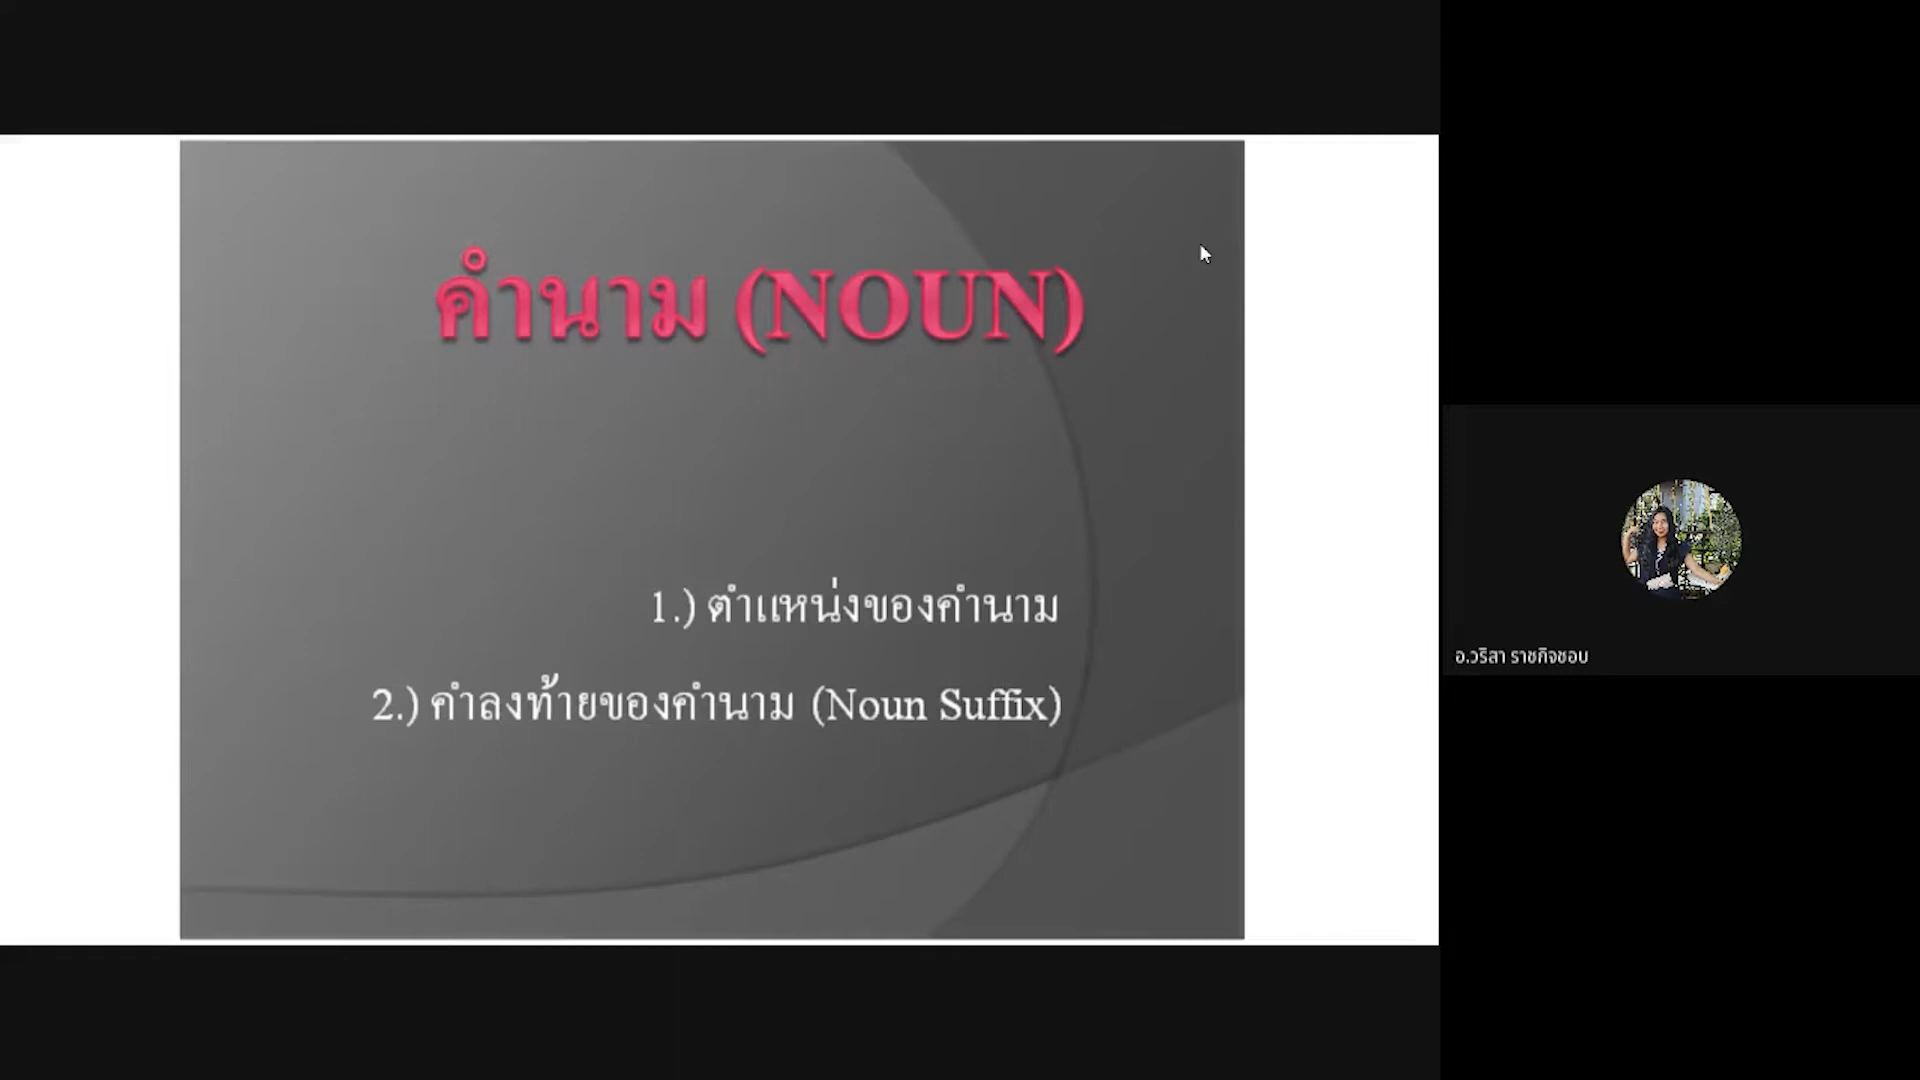 คำนาม (NOUN)
1.) ตำแหน่งของคำนาม
2.) คำลงท้ายของคำนาม (Noun Suffix)
อ.วริสา ราชกิจชอบ